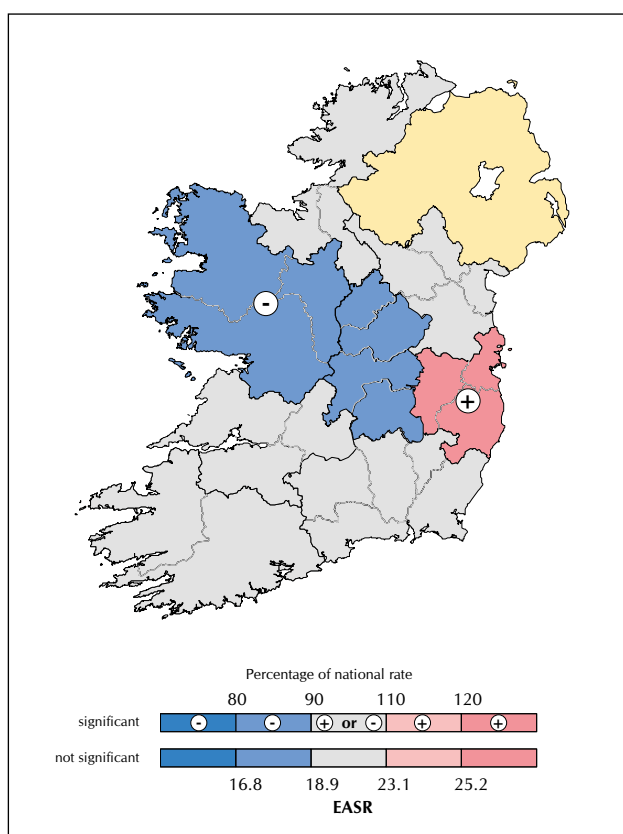 -
+
Percentage of national rate
80 90 110 120
significant - - + or - + +
not significant
16.8 18.9 23.1 25.2
EASR